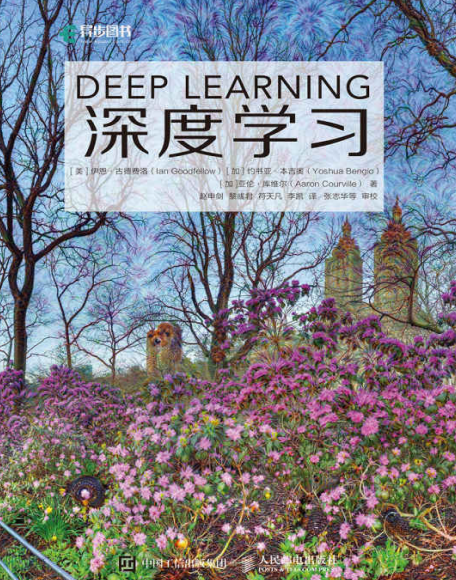 异步图书
DEEP LEARNING
深度学习
[美]伊恩·古德费洛(Ian Goodfellow)[加]约书亚·本吉奥(Yoshua Bengio)
[加]亚伦·库维尔(Aaron Courville) 著
赵申剑 黎彧君 符天凡 李凯 译 张志华等 审校
中国工信出版集团 人民邮电出版社